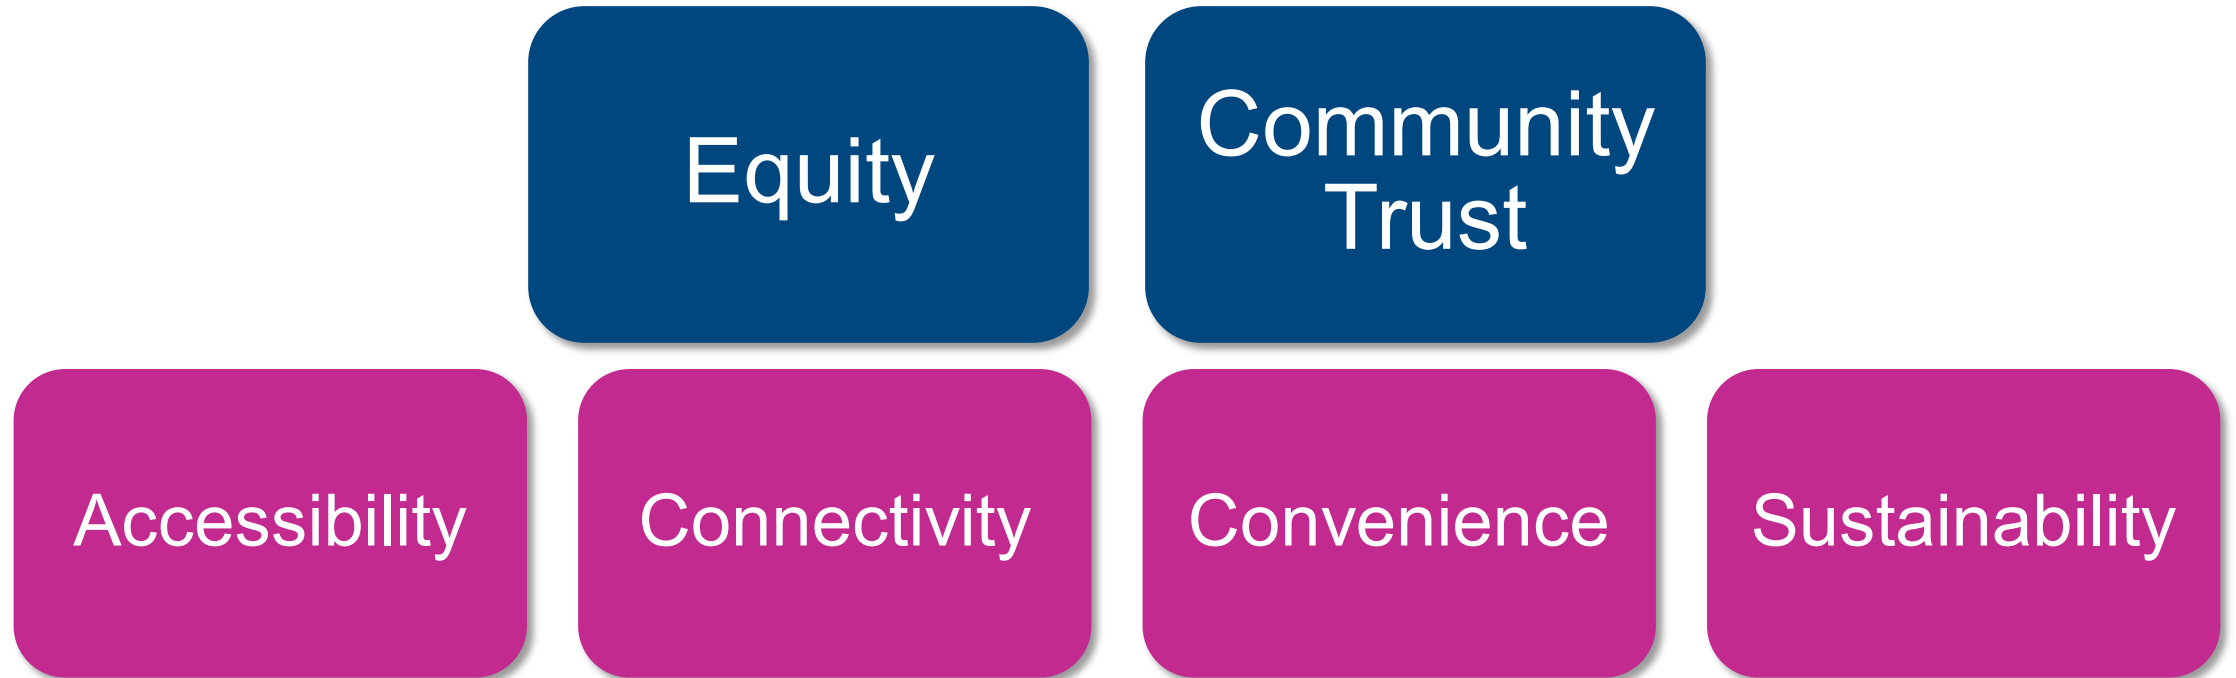 Equity
Community
Trust
Accessibility
Connectivity
Convenience
Sustainability